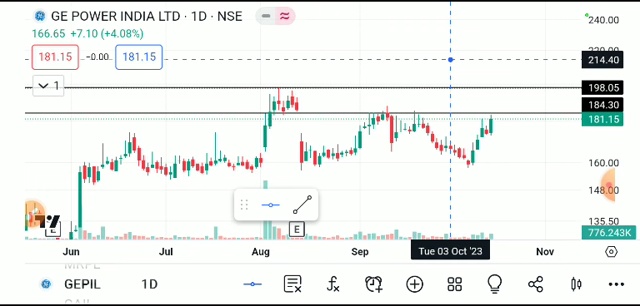 GE POWER INDIA LTD · 1D · NSE
166.65 +7.10 (+4.08%)
181.15 −0.00 181.15
1
240.00
214.40
198.05
184.30
181.15
160.00
148.00
135.50
776.243K
E
E
Jun Jul Aug Sep Tue 03 Oct '23 Nov
GEPIL 1D